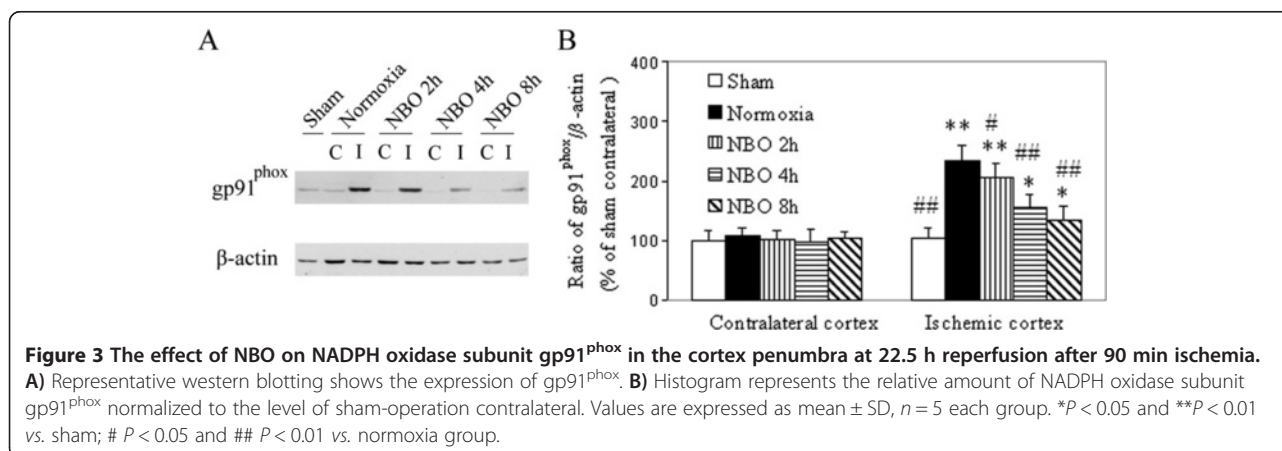 A
Sham
Normoxia
NBO 2h
NBO 4h
NBO 8h
C I C I C I C I
gp91phox
β-actin
B
Ratio of gp91phox/β-actin
(% of sham contralateral )
400
300
200
100
0
Sham
Normoxia
NBO 2h
NBO 4h
NBO 8h
##
**
#
**
##
*
##
*
Contralateral cortex
Ischemic cortex
Figure 3 The effect of NBO on NADPH oxidase subunit gp91phox in the cortex penumbra at 22.5 h reperfusion after 90 min ischemia.
A) Representative western blotting shows the expression of gp91phox. B) Histogram represents the relative amount of NADPH oxidase subunit
gp91phox normalized to the level of sham-operation contralateral. Values are expressed as mean ± SD, n = 5 each group. *P < 0.05 and **P < 0.01
vs. sham; # P < 0.05 and ## P < 0.01 vs. normoxia group.